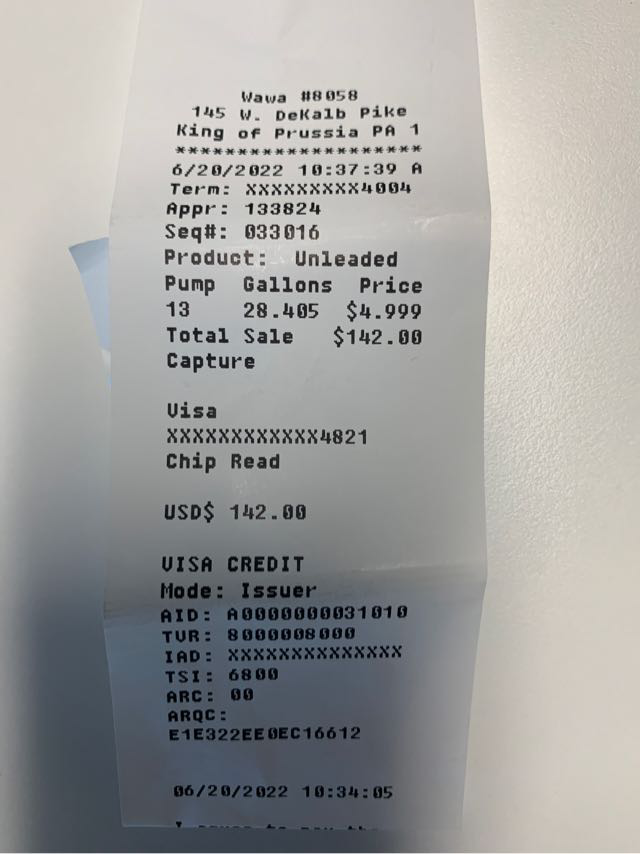 Wawa #8058
145 W. DeKalb Pike
King of Prussia PA 1
********************
6/20/2022 10:37:39 A
Term: XXXXXXXXX4004
Appr: 133824
Seq#: 033016
Product: Unleaded
Pump Gallons Price
13 28.405 $4.999
Total Sale $142.00
Capture
Visa
XXXXXXXXXXXX4821
Chip Read
USD$ 142.00
VISA CREDIT
Mode: Issuer
AID: A0000000031010
TVR: 8000008000
IAD: XXXXXXXXXXXXXX
TSI: 6800
ARC: 00
ARQC:
E1E322EE0EC16612
06/20/2022 10:34:05